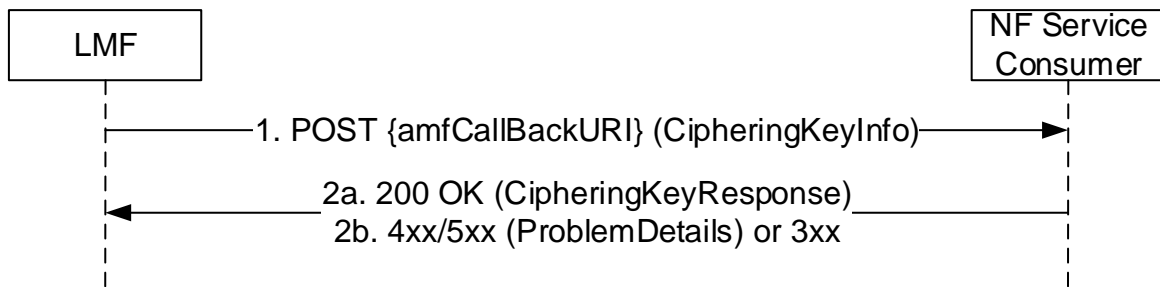 LMF
NF Service
Consumer
1. POST {amfCallBackURI} (CipheringKeyInfo)
2a. 200 OK (CipheringKeyResponse)
2b. 4xx/5xx (ProblemDetails) or 3xx